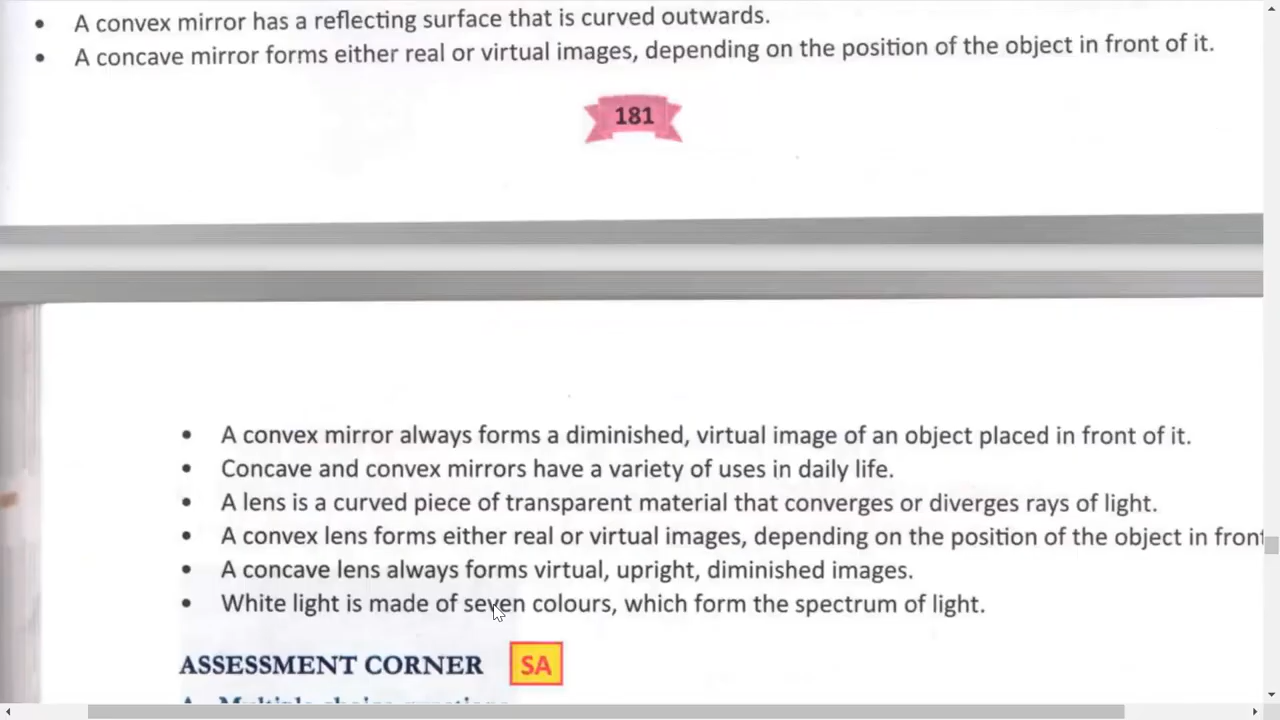 • A convex mirror has a reflecting surface that is curved outwards.
• A concave mirror forms either real or virtual images, depending on the position of the object in front of it.
181
• A convex mirror always forms a diminished, virtual image of an object placed in front of it.
• Concave and convex mirrors have a variety of uses in daily life.
• A lens is a curved piece of transparent material that converges or diverges rays of light.
• A convex lens forms either real or virtual images, depending on the position of the object in front
• A concave lens always forms virtual, upright, diminished images.
• White light is made of seven colours, which form the spectrum of light.
ASSESSMENT CORNER SA
A. Multiple choice questions